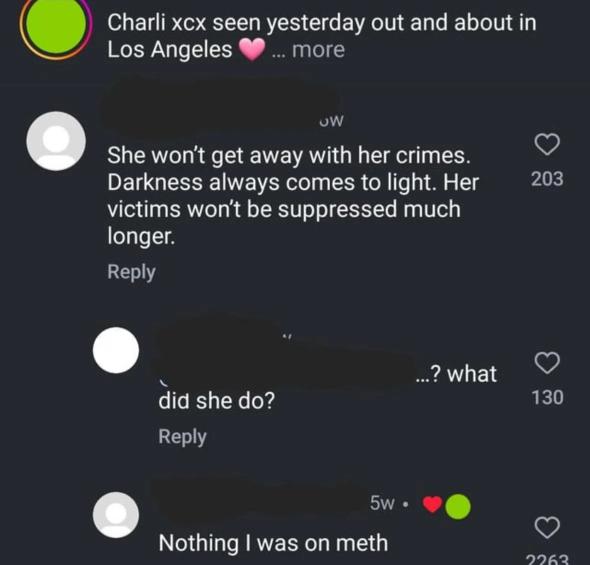 Charli xcx seen yesterday out and about in
Los Angeles 🩷 ... more
She won't get away with her crimes.
203
Darkness always comes to light. Her
victims won't be suppressed much
longer.
Reply
...? what
did she do?
130
Reply
5w • ❤️🟢
Nothing I was on meth
2263